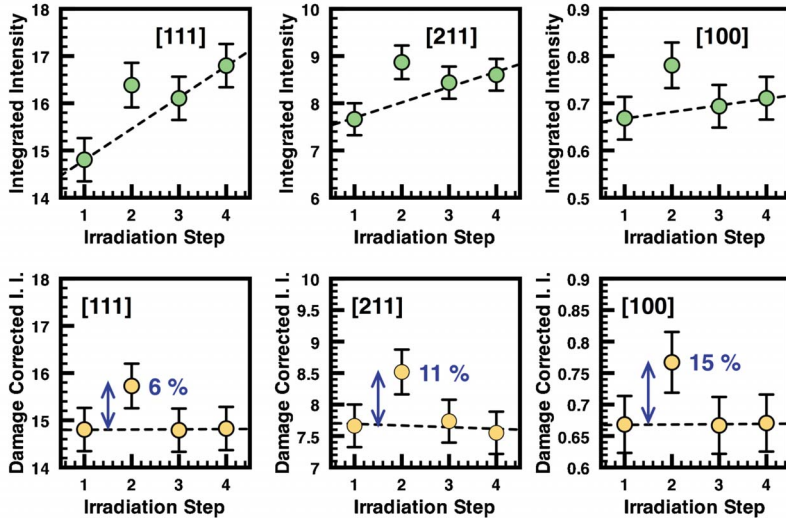 [111]
Integrated Intensity
18
17
16
15
14
1 2 3 4
Irradiation Step
[211]
Integrated Intensity
10
9
8
7
6
1 2 3 4
Irradiation Step
[100]
Integrated Intensity
0.9
0.8
0.7
0.6
0.5
1 2 3 4
Irradiation Step
[111]
Damage Corrected I. I.
18
17
16
15
14
6 %
1 2 3 4
Irradiation Step
[211]
Damage Corrected I. I.
10
9.5
9
8.5
8
7.5
7
11 %
1 2 3 4
Irradiation Step
[100]
Damage Corrected I. I.
0.9
0.85
0.8
0.75
0.7
0.65
0.6
15 %
1 2 3 4
Irradiation Step